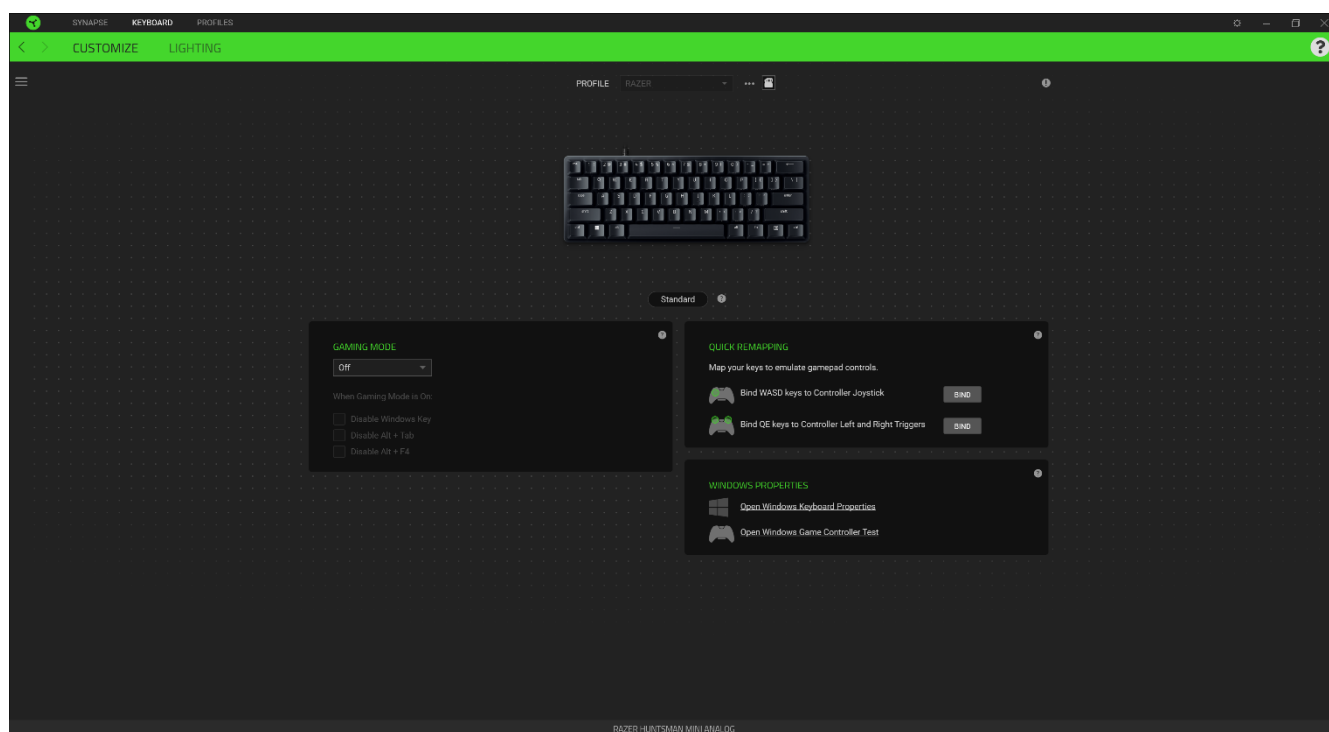 SYNAPSE KEYBOARD PROFILES
CUSTOMIZE LIGHTING
PROFILE RAZER
Standard
GAMING MODE
Off
When Gaming Mode is On:
Disable Windows Key
Disable Alt + Tab
Disable Alt + F4
QUICK REMAPPING
Map your keys to emulate gamepad controls.
Bind WASD keys to Controller Joystick BIND
Bind QE keys to Controller Left and Right Triggers BIND
WINDOWS PROPERTIES
Open Windows Keyboard Properties
Open Windows Game Controller Test
RAZER HUNTSMAN MINI ANALOG